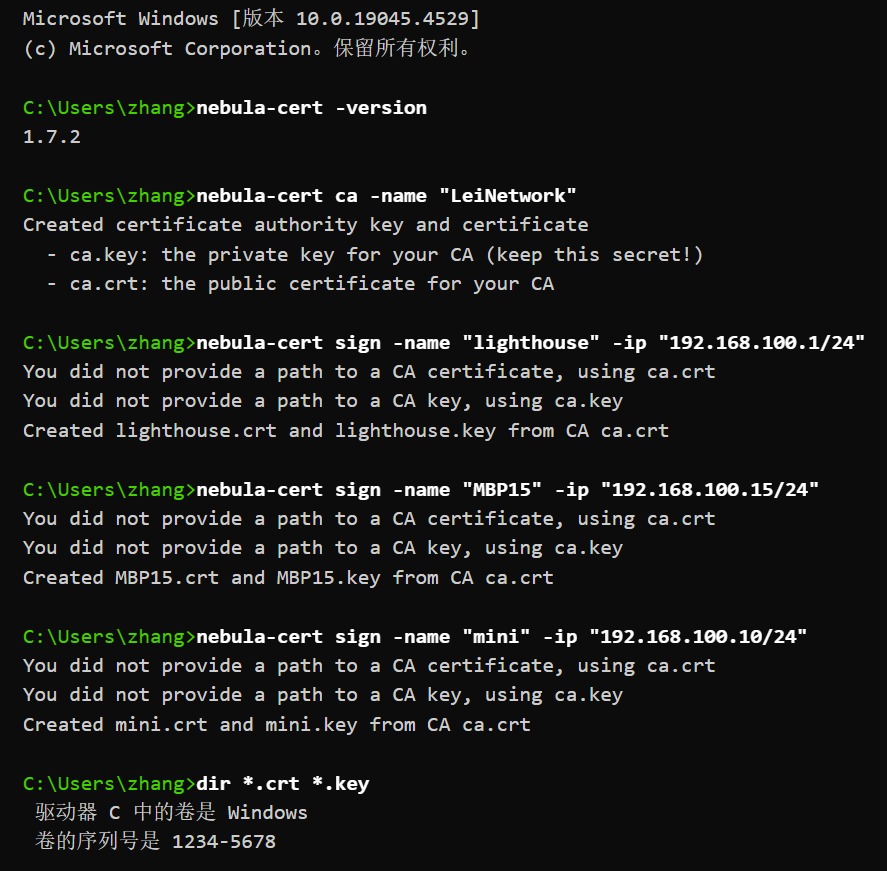 Microsoft Windows [版本 10.0.19045.4529]
(c) Microsoft Corporation。保留所有权利。
C:\Users\zhang>nebula-cert -version
1.7.2
C:\Users\zhang>nebula-cert ca -name "LeiNetwork"
Created certificate authority key and certificate
  - ca.key: the private key for your CA (keep this secret!)
  - ca.crt: the public certificate for your CA
C:\Users\zhang>nebula-cert sign -name "lighthouse" -ip "192.168.100.1/24"
You did not provide a path to a CA certificate, using ca.crt
You did not provide a path to a CA key, using ca.key
Created lighthouse.crt and lighthouse.key from CA ca.crt
C:\Users\zhang>nebula-cert sign -name "MBP15" -ip "192.168.100.15/24"
You did not provide a path to a CA certificate, using ca.crt
You did not provide a path to a CA key, using ca.key
Created MBP15.crt and MBP15.key from CA ca.crt
C:\Users\zhang>nebula-cert sign -name "mini" -ip "192.168.100.10/24"
You did not provide a path to a CA certificate, using ca.crt
You did not provide a path to a CA key, using ca.key
Created mini.crt and mini.key from CA ca.crt
C:\Users\zhang>dir *.crt *.key
 驱动器 C 中的卷是 Windows
 卷的序列号是 1234-5678